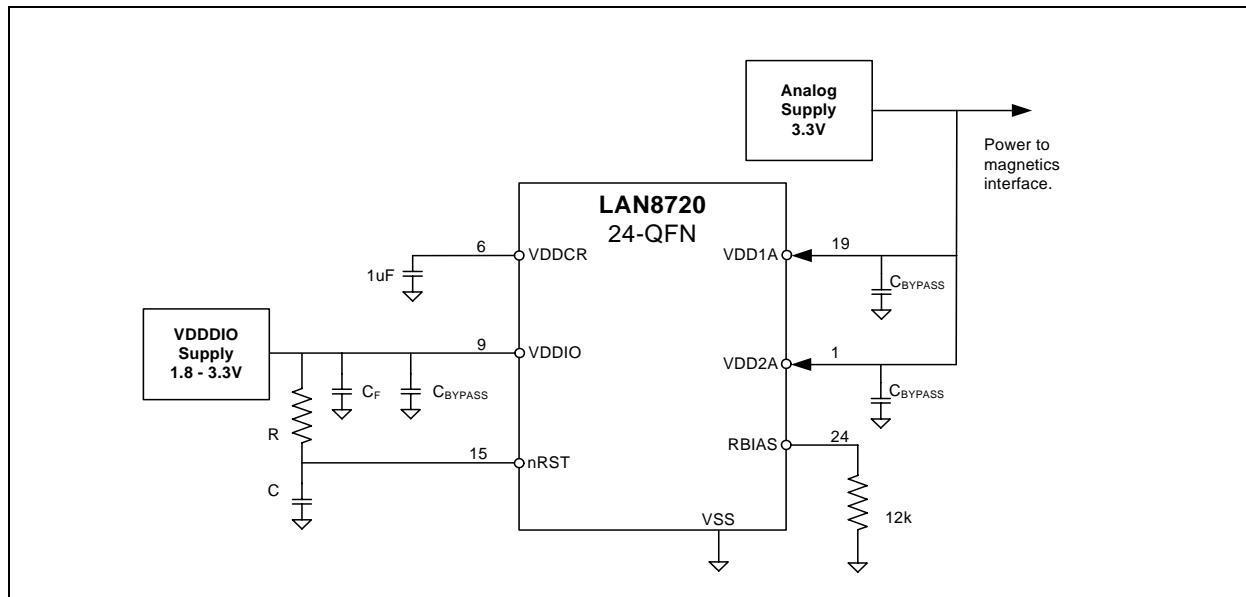 Analog
Supply
3.3V
Power to
magnetics
interface.
LAN8720
24-QFN
6
VDDCR
VDD1A
19
1uF
CBYPASS
VDDDIO
Supply
1.8 - 3.3V
9
VDDIO
VDD2A
1
CF
CBYPASS
CBYPASS
R
RBIAS
24
15
nRST
C
12k
VSS